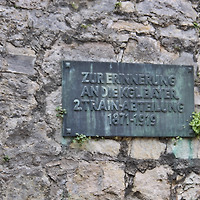 ZUR ERINNERUNG
AN DIE KGL.BAYER.
2.TRAIN-ABTEILUNG
1871-1919